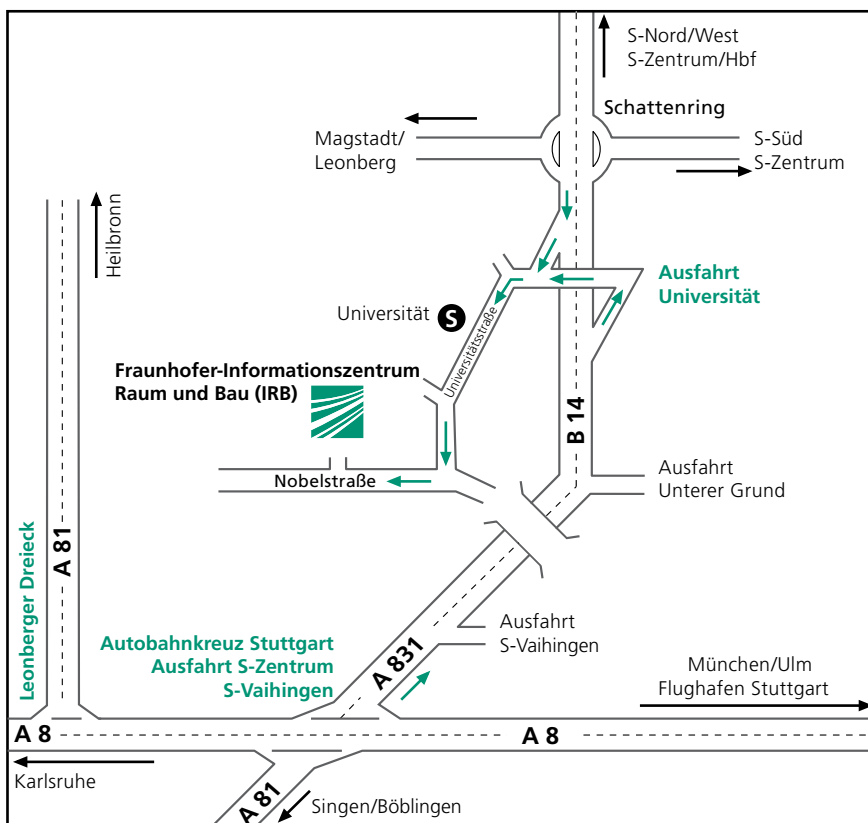 S-Nord/West
S-Zentrum/Hbf
Schattenring
Magstadt/
Leonberg
S-Süd
S-Zentrum
Heilbronn
Ausfahrt
Universität
Universität
S
Universitätsstraße
Fraunhofer-Informationszentrum
Raum und Bau (IRB)
B 14
Nobelstraße
Ausfahrt
Unterer Grund
A 81
Leonberger Dreieck
Autobahnkreuz Stuttgart
Ausfahrt S-Zentrum
S-Vaihingen
A 831
Ausfahrt
S-Vaihingen
München/Ulm
Flughafen Stuttgart
A 8
A 8
Karlsruhe
A 81
Singen/Böblingen